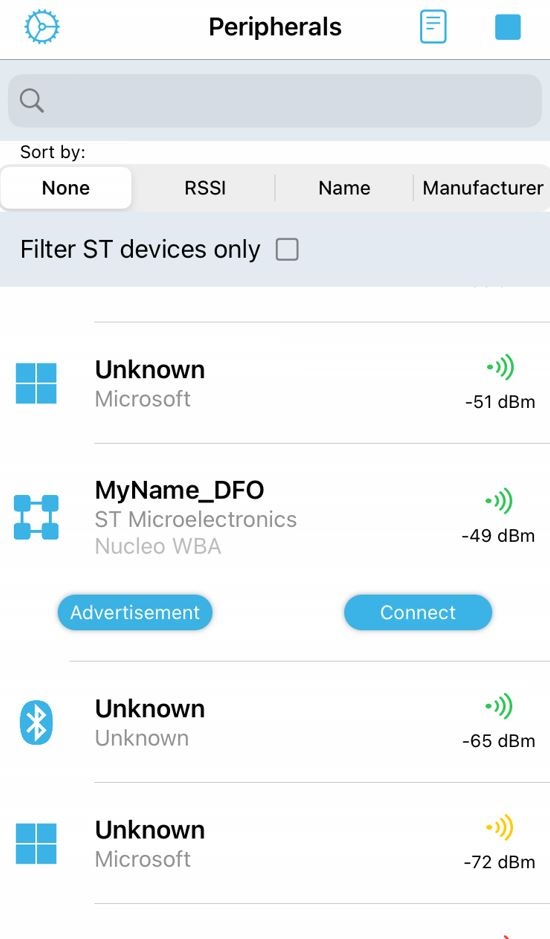 Peripherals
Sort by:
None RSSI Name Manufacturer
Filter ST devices only
Unknown
Microsoft
-51 dBm
MyName_DFO
ST Microelectronics
Nucleo WBA
-49 dBm
Advertisement Connect
Unknown
Unknown
-65 dBm
Unknown
Microsoft
-72 dBm